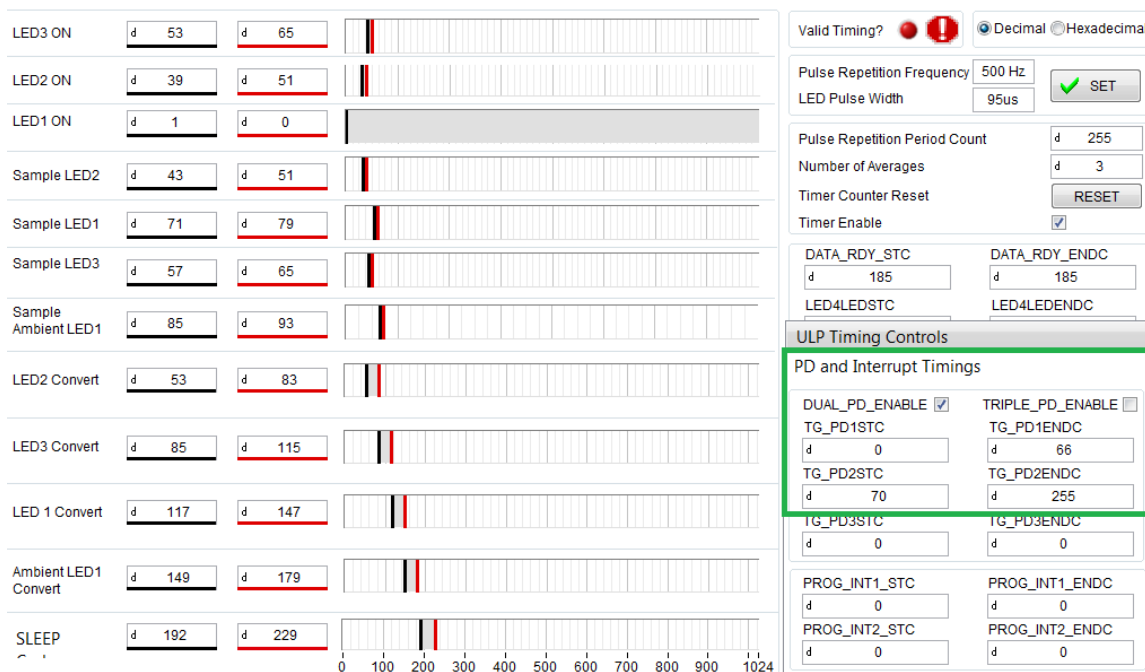 LED3 ON d 53 d 65
LED2 ON d 39 d 51
LED1 ON d 1 d 0
Sample LED2 d 43 d 51
Sample LED1 d 71 d 79
Sample LED3 d 57 d 65
Sample
Ambient LED1 d 85 d 93
LED2 Convert d 53 d 83
LED3 Convert d 85 d 115
LED 1 Convert d 117 d 147
Ambient LED1
Convert d 149 d 179
SLEEP d 192 d 229
0 100 200 300 400 500 600 700 800 900 1024
Valid Timing? Decimal Hexadecimal
Pulse Repetition Frequency 500 Hz
SET
LED Pulse Width 95us
Pulse Repetition Period Count d 255
Number of Averages d 3
Timer Counter Reset RESET
Timer Enable
DATA_RDY_STC DATA_RDY_ENDC
d 185 d 185
LED4LEDSTC LED4LEDENDC
ULP Timing Controls
PD and Interrupt Timings
DUAL_PD_ENABLE TRIPLE_PD_ENABLE
TG_PD1STC TG_PD1ENDC
d 0 d 66
TG_PD2STC TG_PD2ENDC
d 70 d 255
TG_PD3STC TG_PD3ENDC
d 0 d 0
PROG_INT1_STC PROG_INT1_ENDC
d 0 d 0
PROG_INT2_STC PROG_INT2_ENDC
d 0 d 0